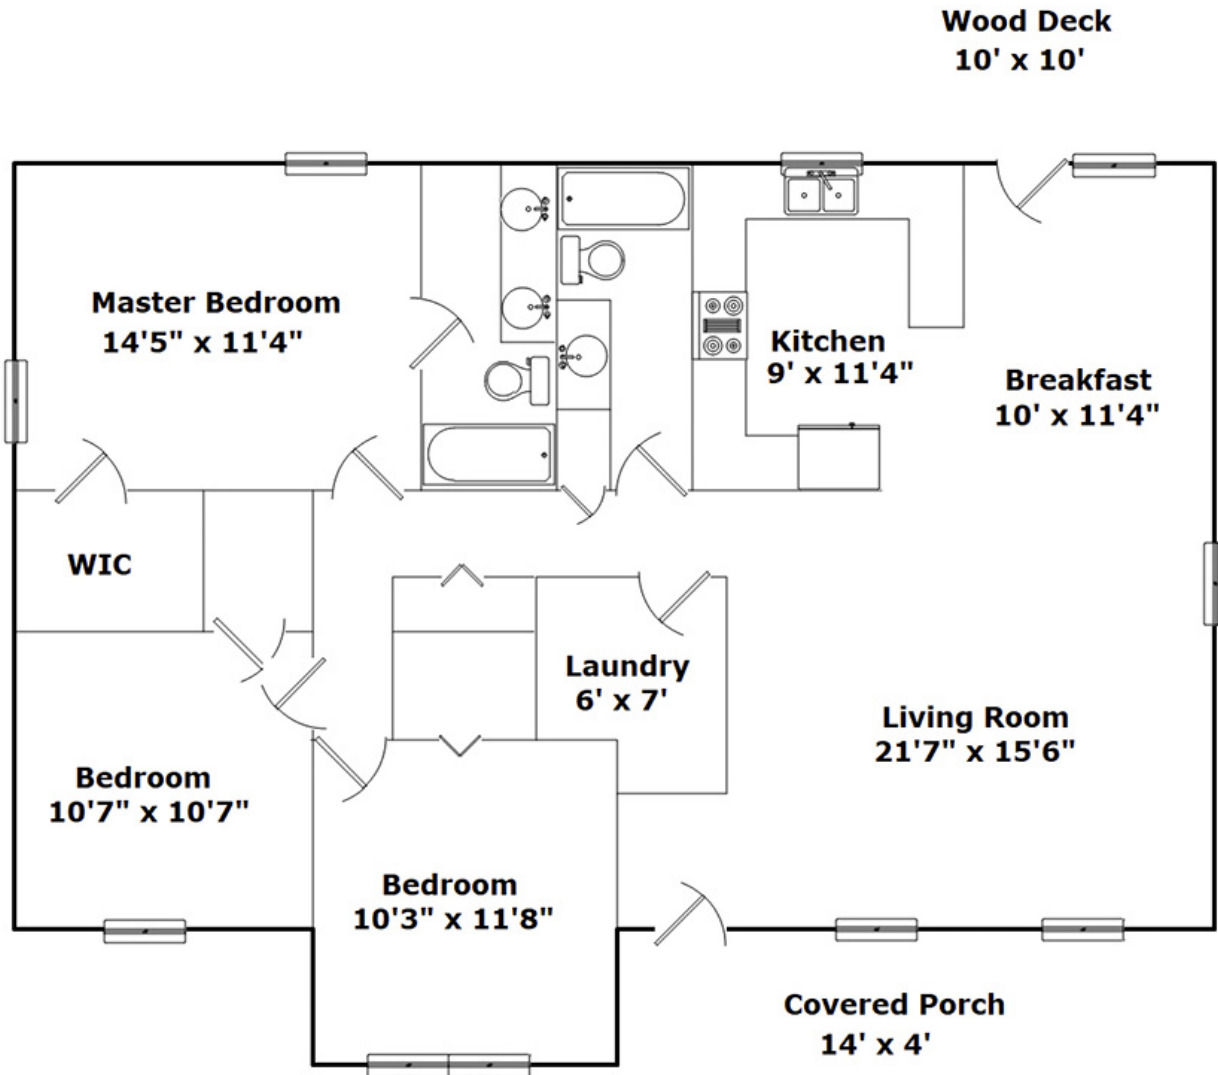 Wood Deck
10' x 10'
Master Bedroom
14'5" x 11'4"
Kitchen
9' x 11'4"
Breakfast
10' x 11'4"
WIC
Laundry
6' x 7'
Living Room
21'7" x 15'6"
Bedroom
10'7" x 10'7"
Bedroom
10'3" x 11'8"
Covered Porch
14' x 4'